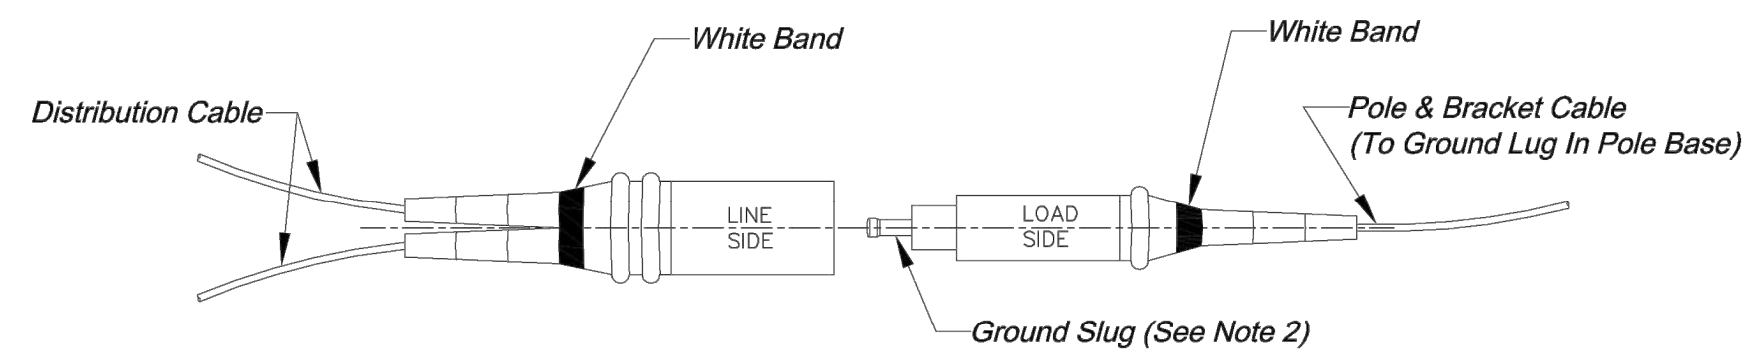 White Band
White Band
Distribution Cable
Pole & Bracket Cable
(To Ground Lug In Pole Base)
LINE
SIDE
LOAD
SIDE
Ground Slug (See Note 2)